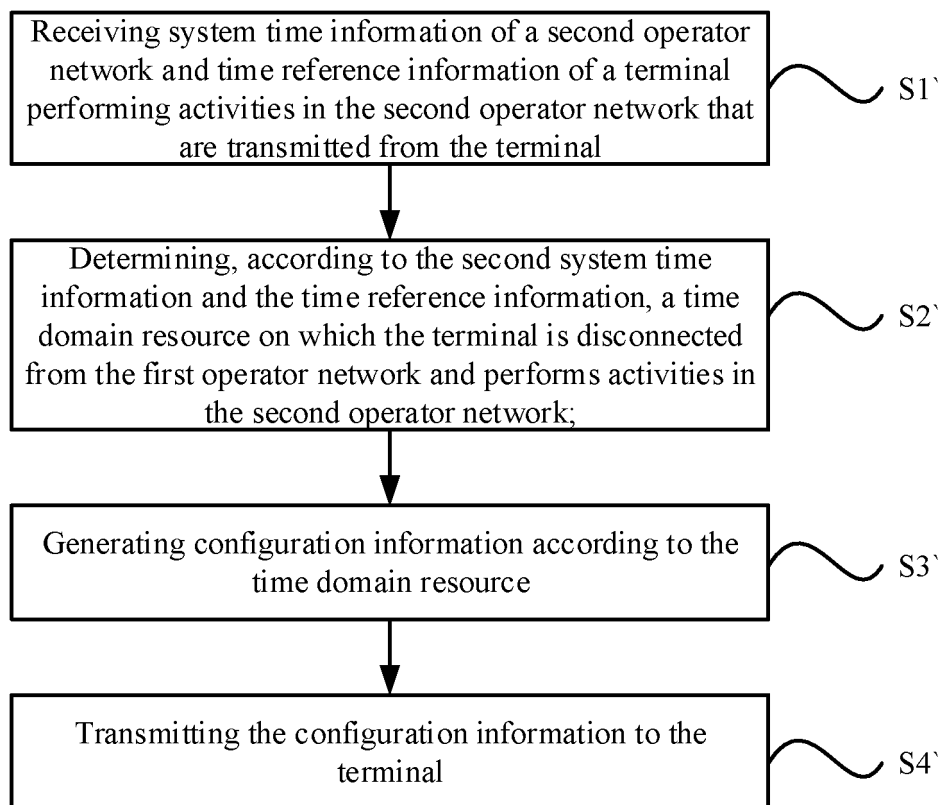 Receiving system time information of a second operator
network and time reference information of a terminal
performing activities in the second operator network that
are transmitted from the terminal
S1`
Determining, according to the second system time
information and the time reference information, a time
domain resource on which the terminal is disconnected
from the first operator network and performs activities in
the second operator network;
S2`
Generating configuration information according to the
time domain resource
S3`
Transmitting the configuration information to the
terminal
S4`